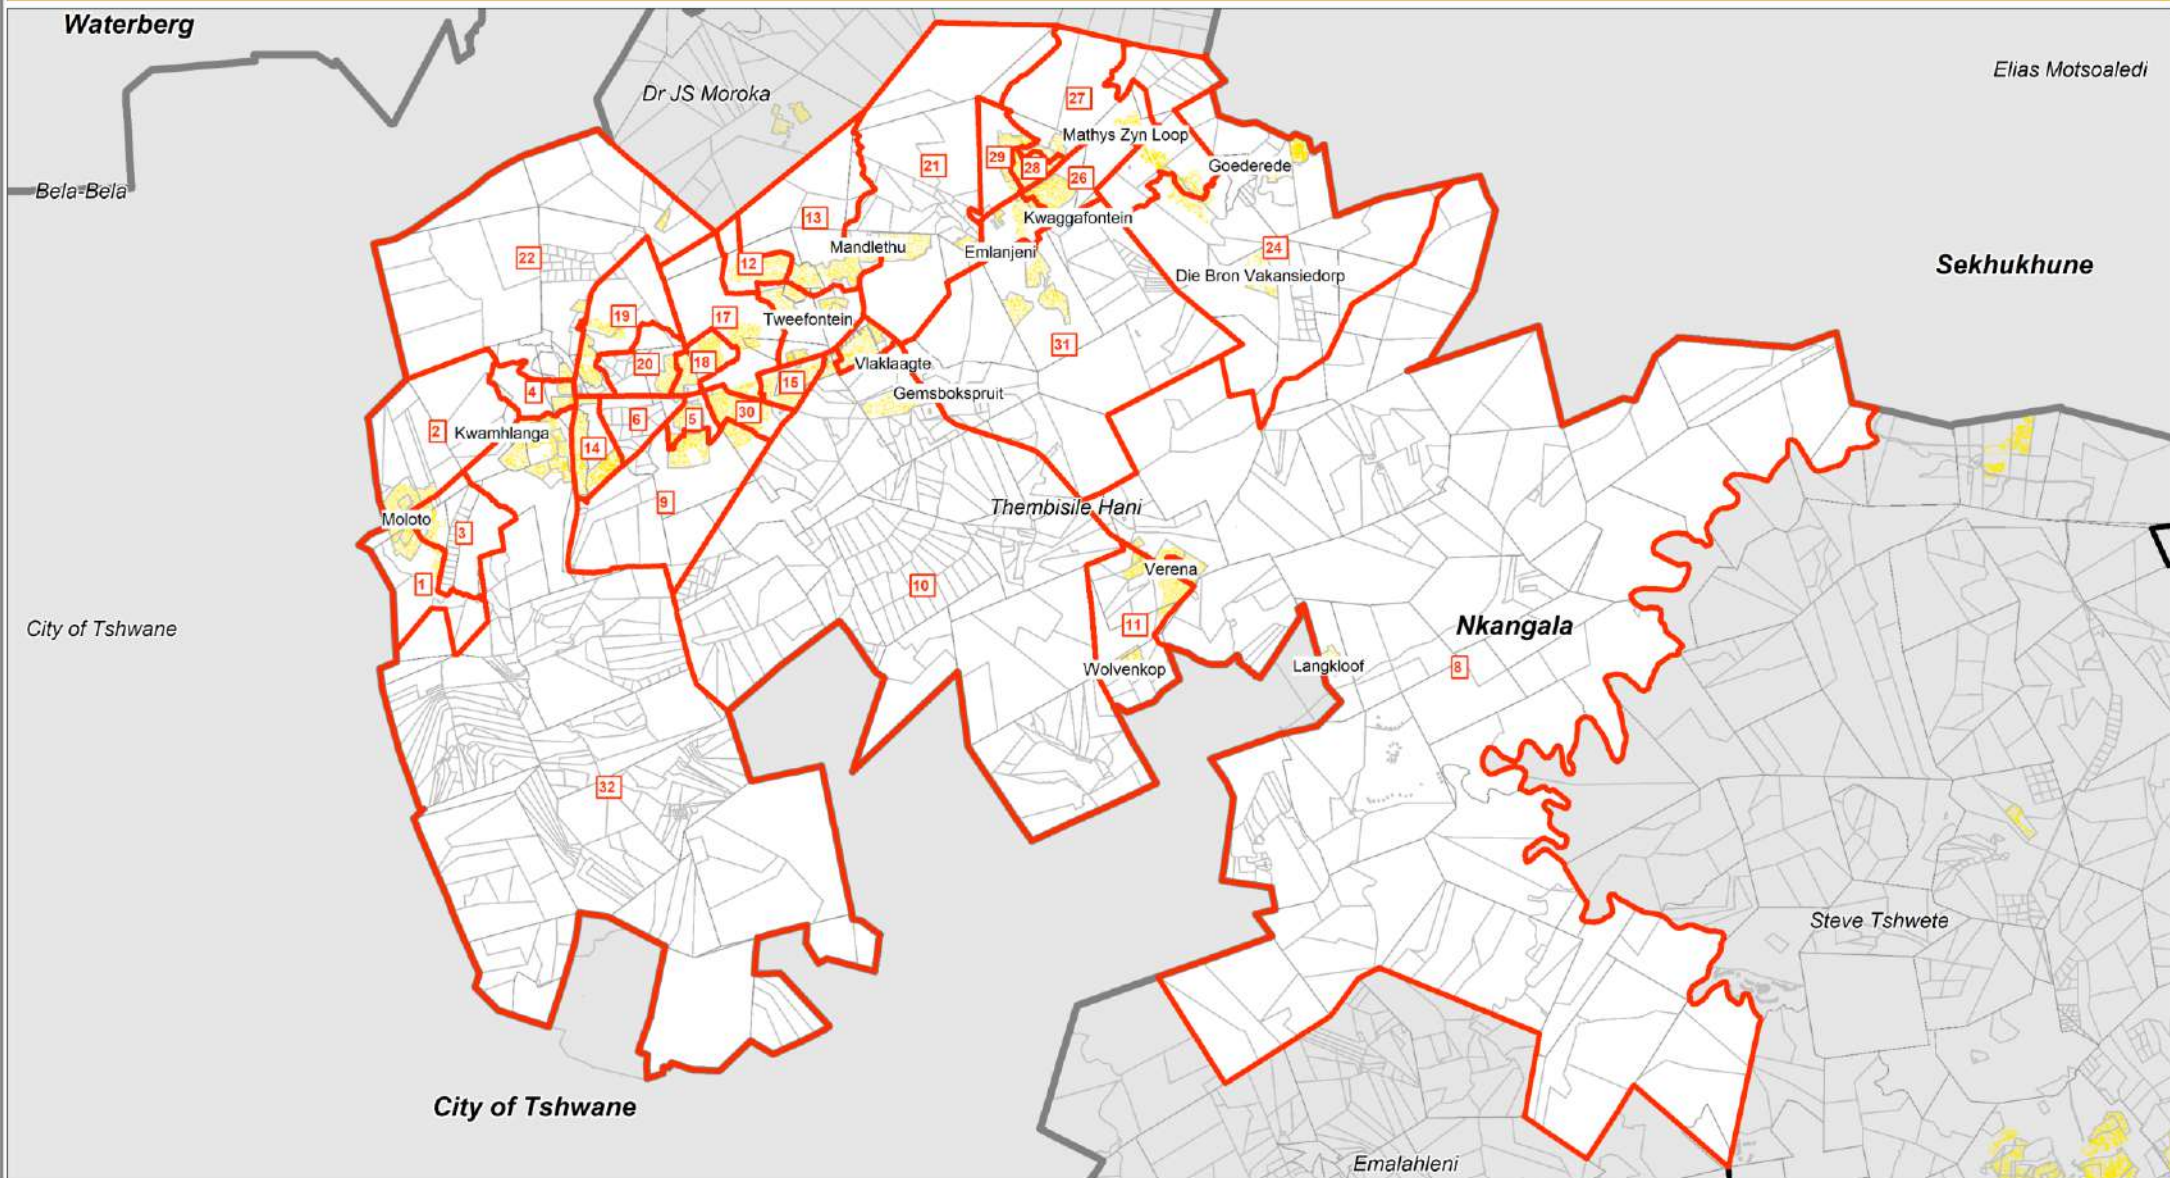 Waterberg
Elias Motsoaledi
Dr JS Moroka
27
Mathys Zyn Loop
29
28
21
26
Goederede
Bela-Bela
13
Kwaggafontein
Mandlethu
Emlanjeni
24
22
12
Sekhukhune
Die Bron Vakansiedorp
19
17
Tweefontein
31
20
18
Vlaklaagte
15
4
Gemsbokspruit
30
6
5
2
Kwamhlanga
14
9
Thembisile Hani
Moloto
3
Verena
1
10
11
Nkangala
City of Tshwane
Wolvenkop
Langkloof
8
32
Steve Tshwete
City of Tshwane
Emalahleni